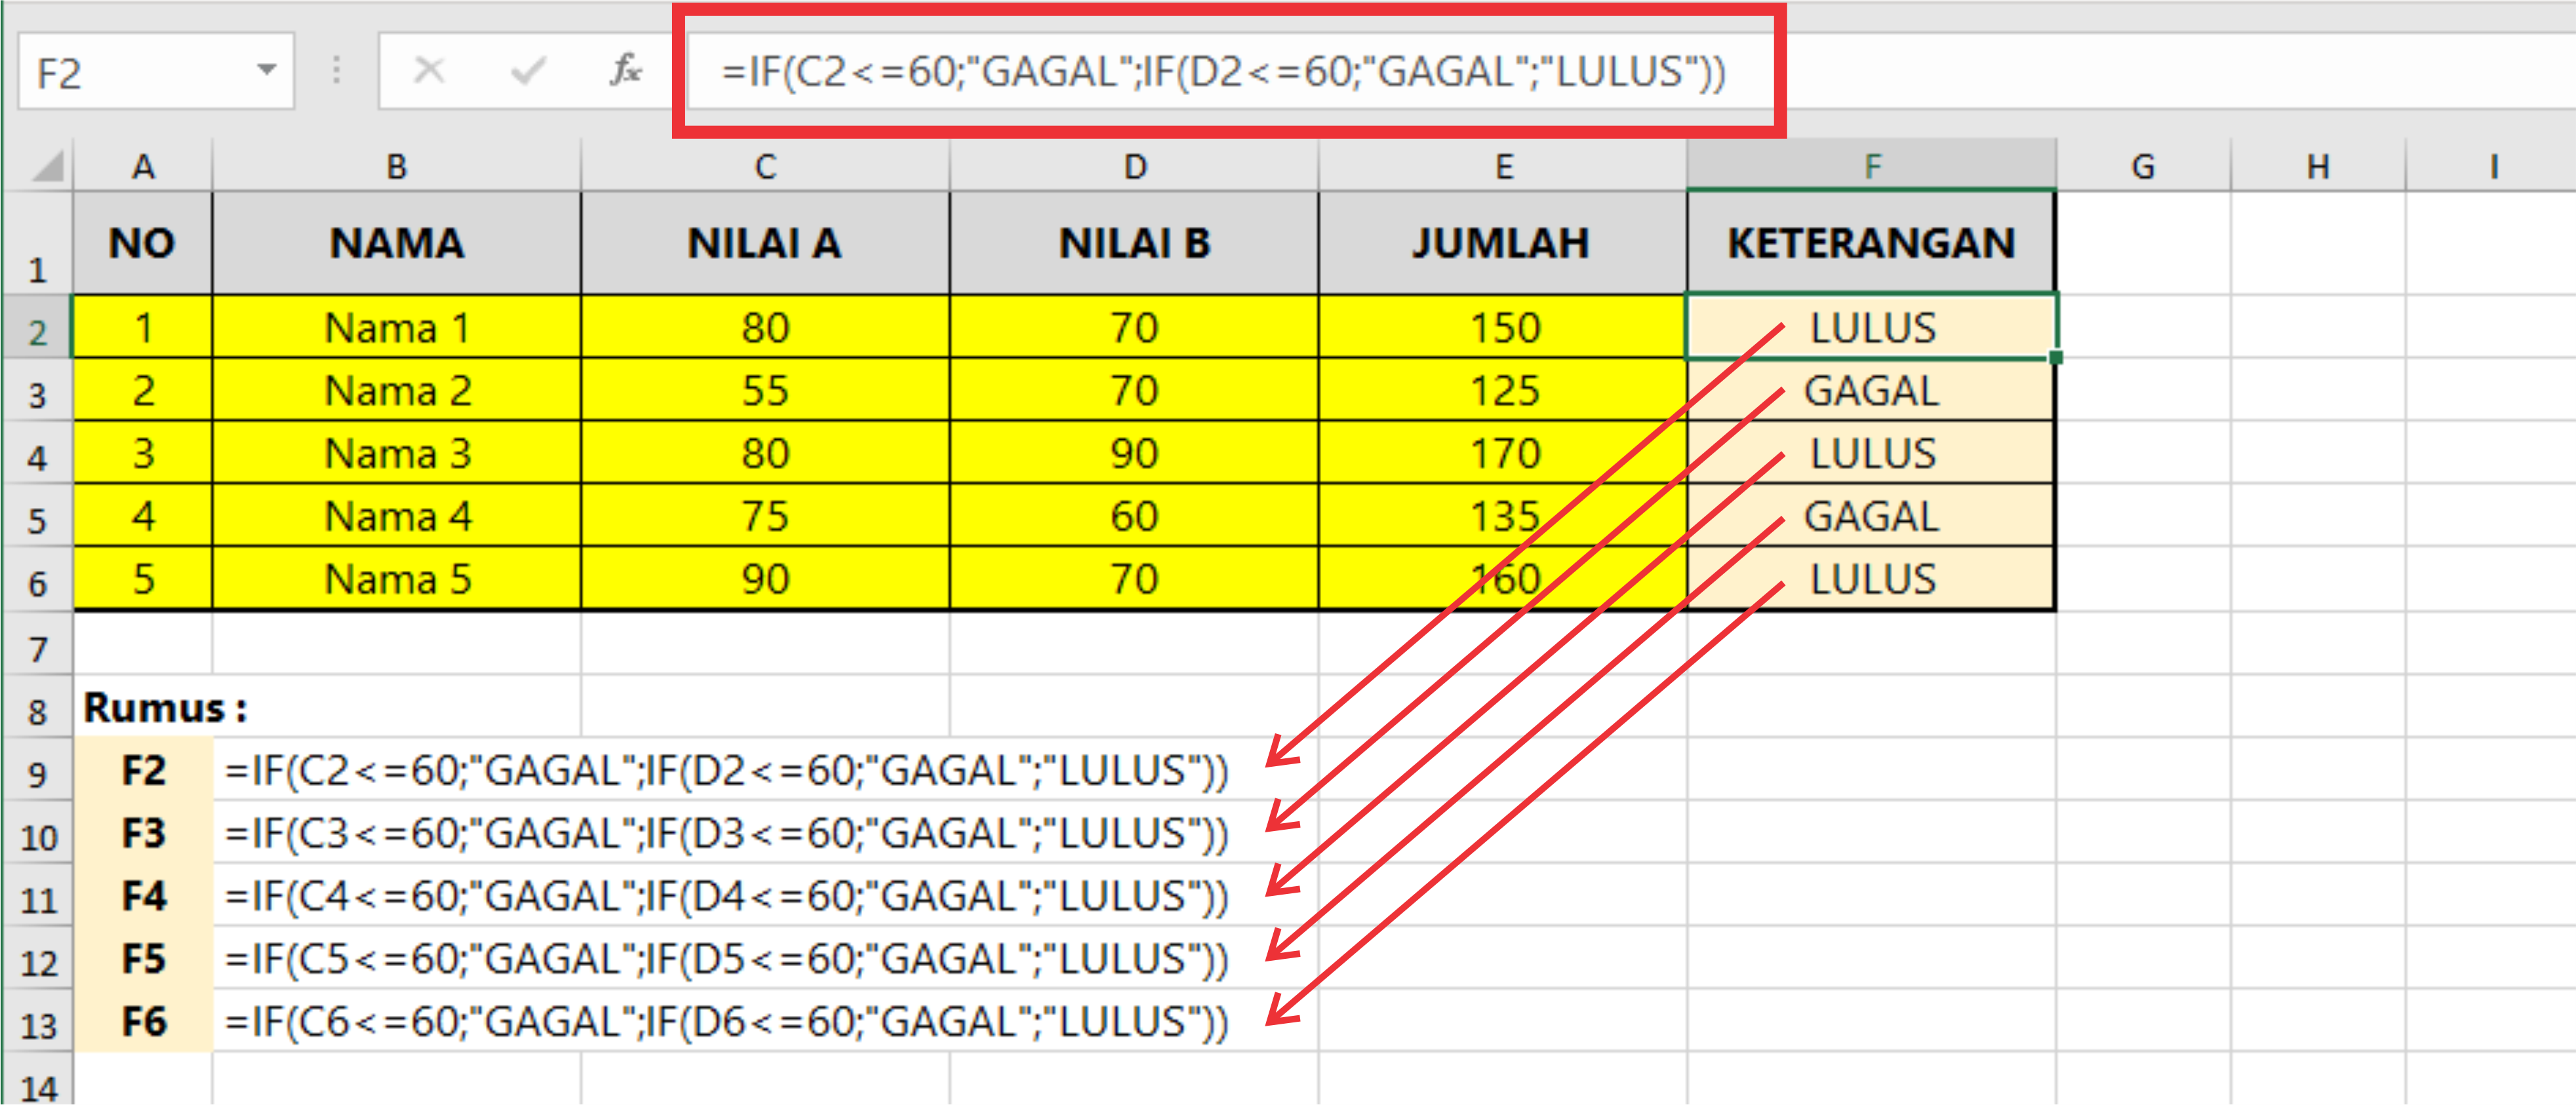 F2 fx =IF(C2<=60;"GAGAL";IF(D2<=60;"GAGAL";"LULUS"))
A B C D E F G H I
1 NO NAMA NILAI A NILAI B JUMLAH KETERANGAN
2 1 Nama 1 80 70 150 LULUS
3 2 Nama 2 55 70 125 GAGAL
4 3 Nama 3 80 90 170 LULUS
5 4 Nama 4 75 60 135 GAGAL
6 5 Nama 5 90 70 160 LULUS
7
8 Rumus :
9 F2 =IF(C2<=60;"GAGAL";IF(D2<=60;"GAGAL";"LULUS"))
10 F3 =IF(C3<=60;"GAGAL";IF(D3<=60;"GAGAL";"LULUS"))
11 F4 =IF(C4<=60;"GAGAL";IF(D4<=60;"GAGAL";"LULUS"))
12 F5 =IF(C5<=60;"GAGAL";IF(D5<=60;"GAGAL";"LULUS"))
13 F6 =IF(C6<=60;"GAGAL";IF(D6<=60;"GAGAL";"LULUS"))
14